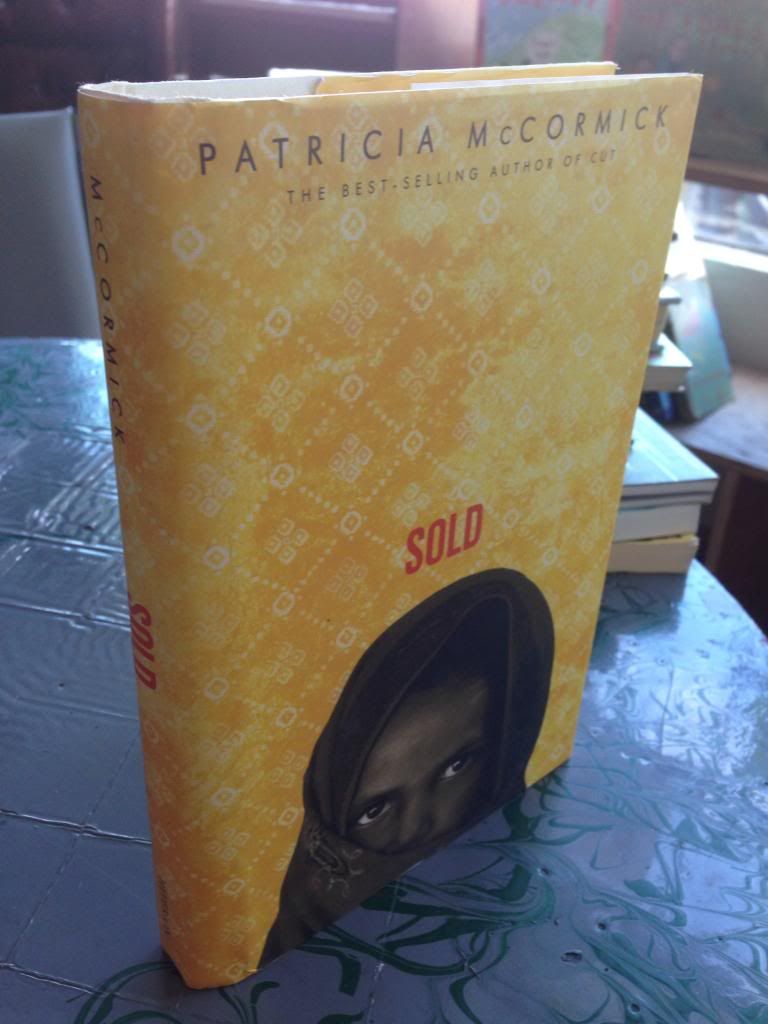 PATRICIA McCORMICK
THE BEST-SELLING AUTHOR OF CUT
SOLD
McCORMICK
SOLD